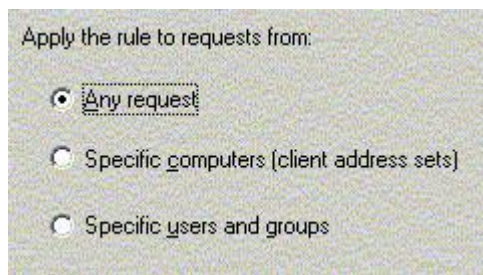 Apply the rule to requests from:
Any request
Specific computers (client address sets)
Specific users and groups